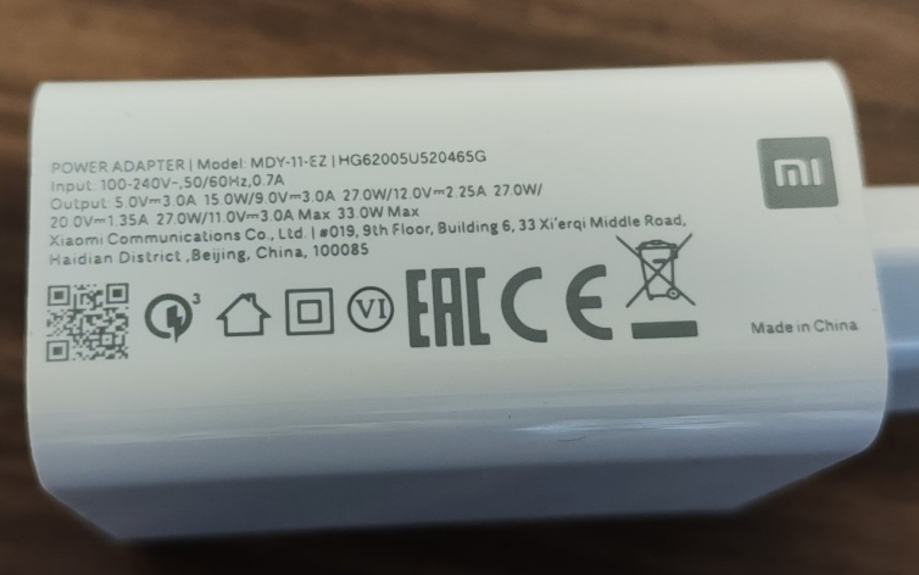 POWER ADAPTER | Model: MDY-11-EZ | HG62005U520465G
Input: 100-240V~,50/60Hz,0.7A
Output: 5.0V⎓3.0A 15.0W/9.0V⎓3.0A 27.0W/12.0V⎓2.25A 27.0W/
20.0V⎓1.35A 27.0W/11.0V⎓3.0A Max 33.0W Max
Xiaomi Communications Co., Ltd. | #019, 9th Floor, Building 6, 33 Xi'erqi Middle Road,
Haidian District ,Beijing, China, 100085
mi
3
VI
EAC
CE
Made in China